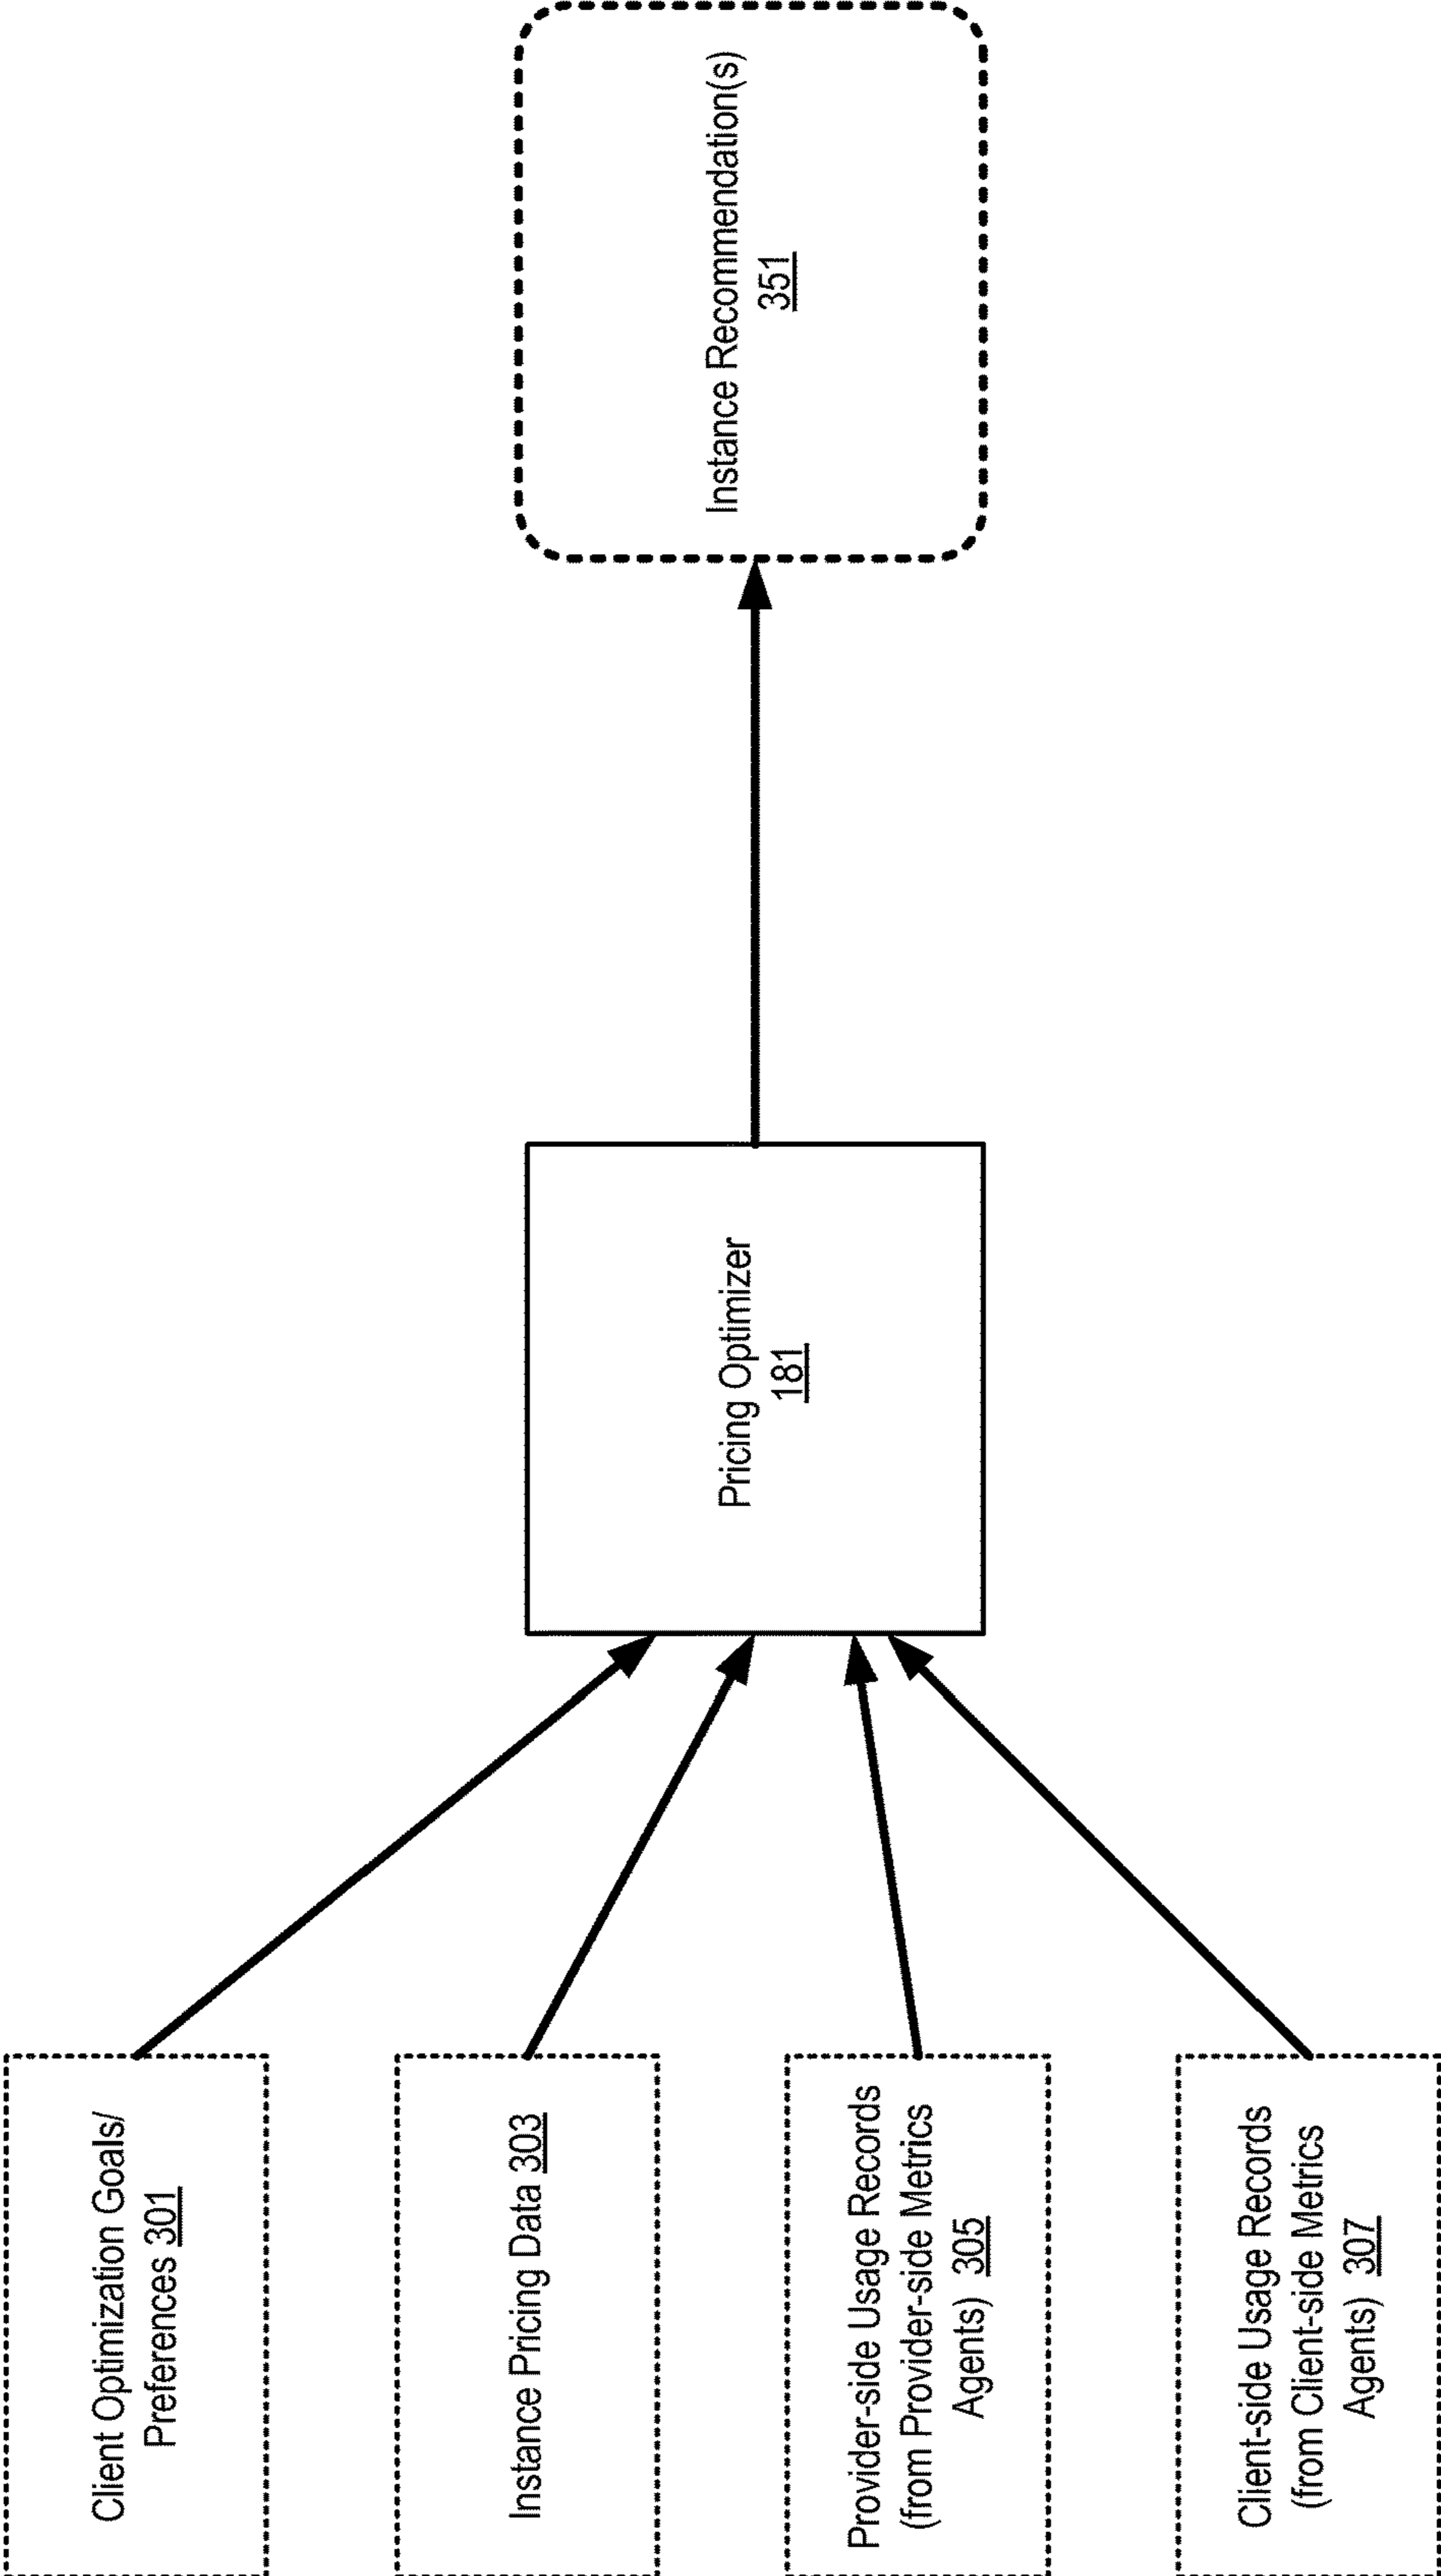 Client Optimization Goals/
Preferences 301
Instance Pricing Data 303
Provider-side Usage Records
(from Provider-side Metrics
Agents) 305
Client-side Usage Records
(from Client-side Metrics
Agents) 307
Pricing Optimizer
181
Instance Recommendation(s)
351